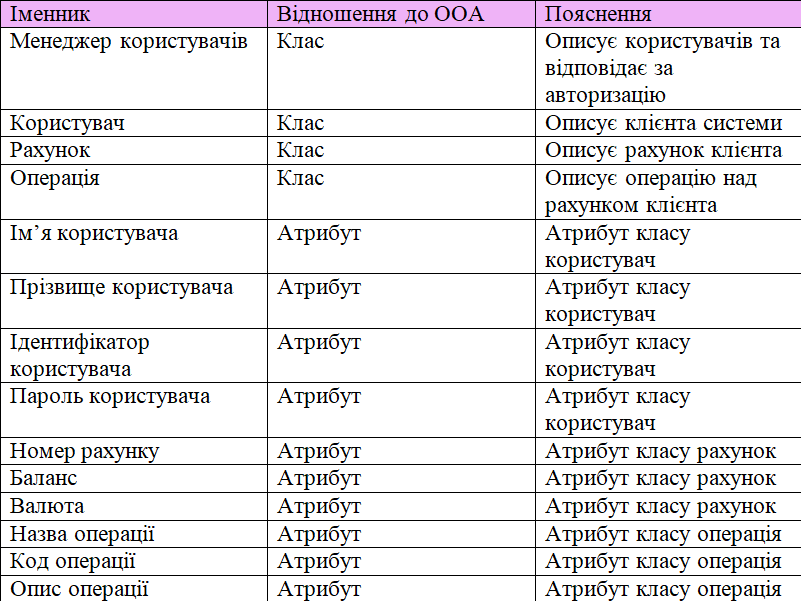 Іменник Відношення до ООА Пояснення
Менеджер користувачів Клас Описує користувачів та
відповідає за
авторизацію
Користувач Клас Описує клієнта системи
Рахунок Клас Описує рахунок клієнта
Операція Клас Описує операцію над
рахунком клієнта
Ім’я користувача Атрибут Атрибут класу
користувач
Прізвище користувача Атрибут Атрибут класу
користувач
Ідентифікатор Атрибут Атрибут класу
користувача користувач
Пароль користувача Атрибут Атрибут класу
користувач
Номер рахунку Атрибут Атрибут класу рахунок
Баланс Атрибут Атрибут класу рахунок
Валюта Атрибут Атрибут класу рахунок
Назва операції Атрибут Атрибут класу операція
Код операції Атрибут Атрибут класу операція
Опис операції Атрибут Атрибут класу операція